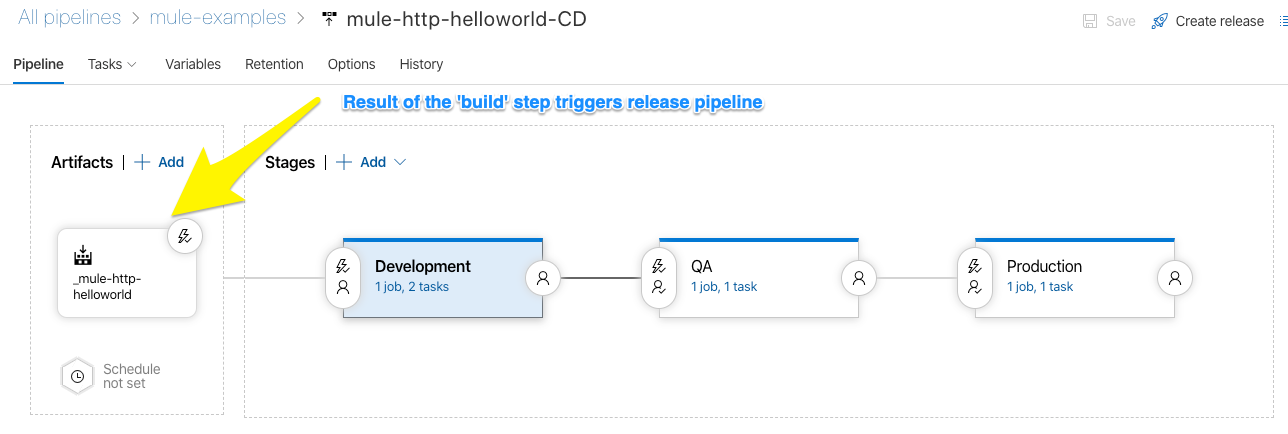 All pipelines > mule-examples > mule-http-helloworld-CD
Save
Create release
Pipeline
Tasks
Variables
Retention
Options
History
Result of the 'build' step triggers release pipeline
Artifacts | + Add
Stages | + Add
_mule-http-
helloworld
Development
1 job, 2 tasks
QA
1 job, 1 task
Production
1 job, 1 task
Schedule
not set